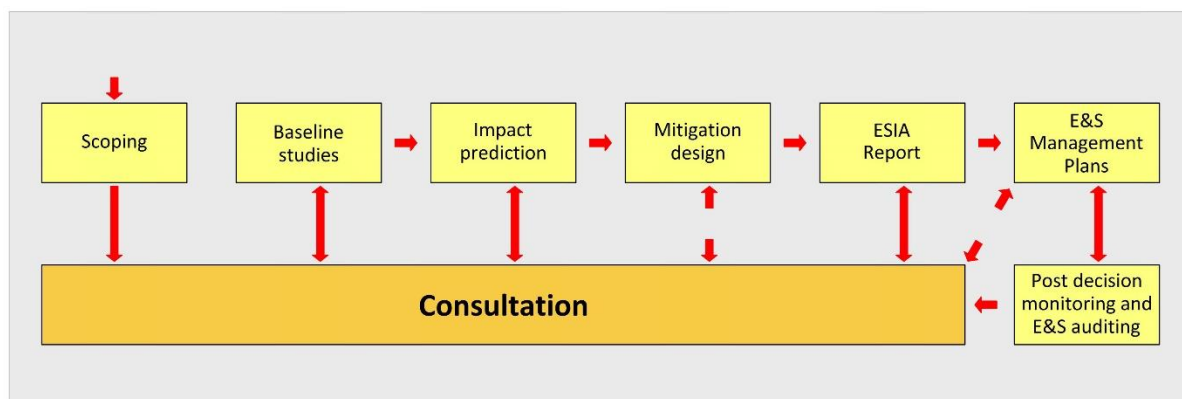 Scoping
Baseline
studies
Impact
prediction
Mitigation
design
ESIA
Report
E&S
Management
Plans
Consultation
Post decision
monitoring and
E&S auditing